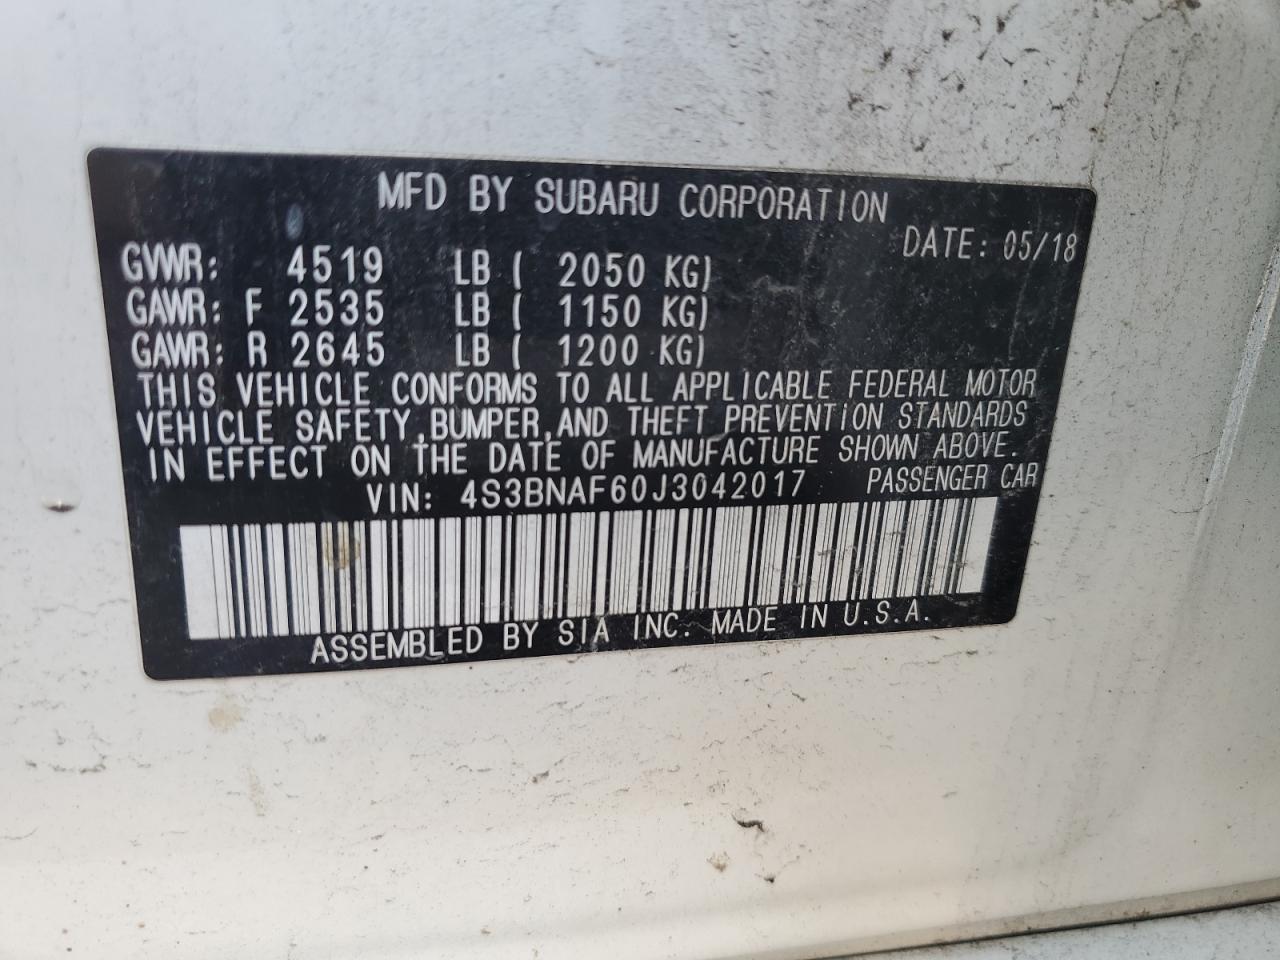 MFD BY SUBARU CORPORATION
DATE: 05/18
GVWR: 4519 LB ( 2050 KG)
GAWR: F 2535 LB ( 1150 KG)
GAWR: R 2645 LB ( 1200 KG)
THIS VEHICLE CONFORMS TO ALL APPLICABLE FEDERAL MOTOR
VEHICLE SAFETY,BUMPER,AND THEFT PREVENTION STANDARDS
IN EFFECT ON THE DATE OF MANUFACTURE SHOWN ABOVE.
VIN: 4S3BNAF60J3042017 PASSENGER CAR
ASSEMBLED BY SIA INC. MADE IN U.S.A.